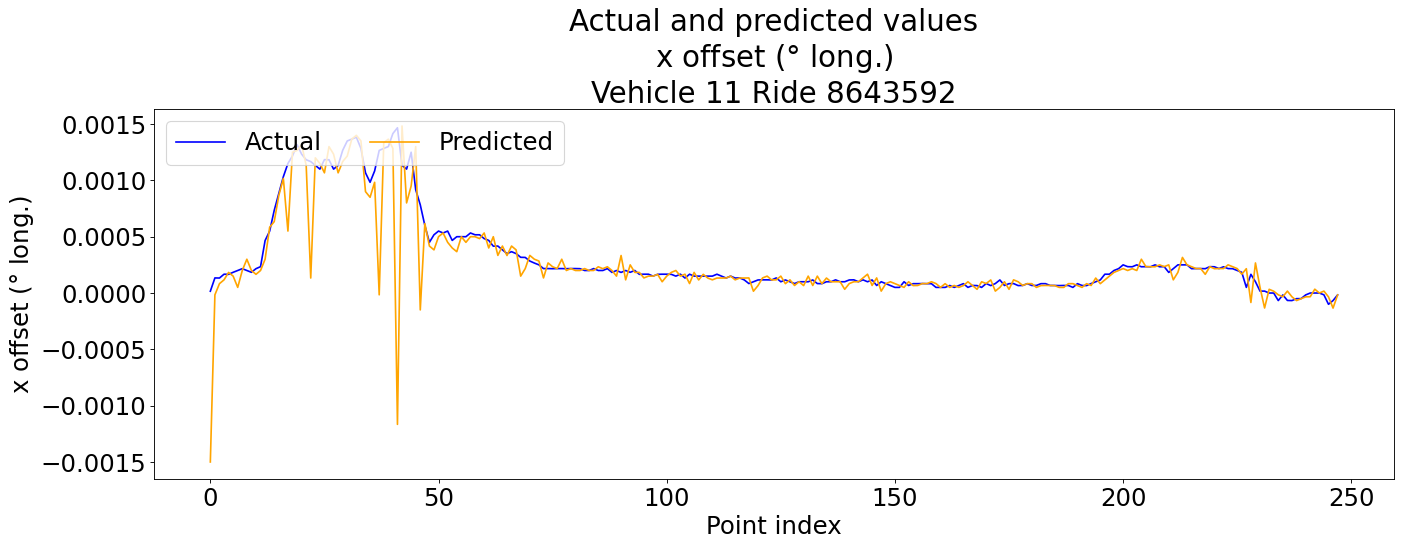 Actual and predicted values
x offset (° long.)
Vehicle 11 Ride 8643592
Actual Predicted
0.0015
0.0010
0.0005
0.0000
−0.0005
−0.0010
−0.0015
x offset (° long.)
0 50 100 150 200 250
Point index